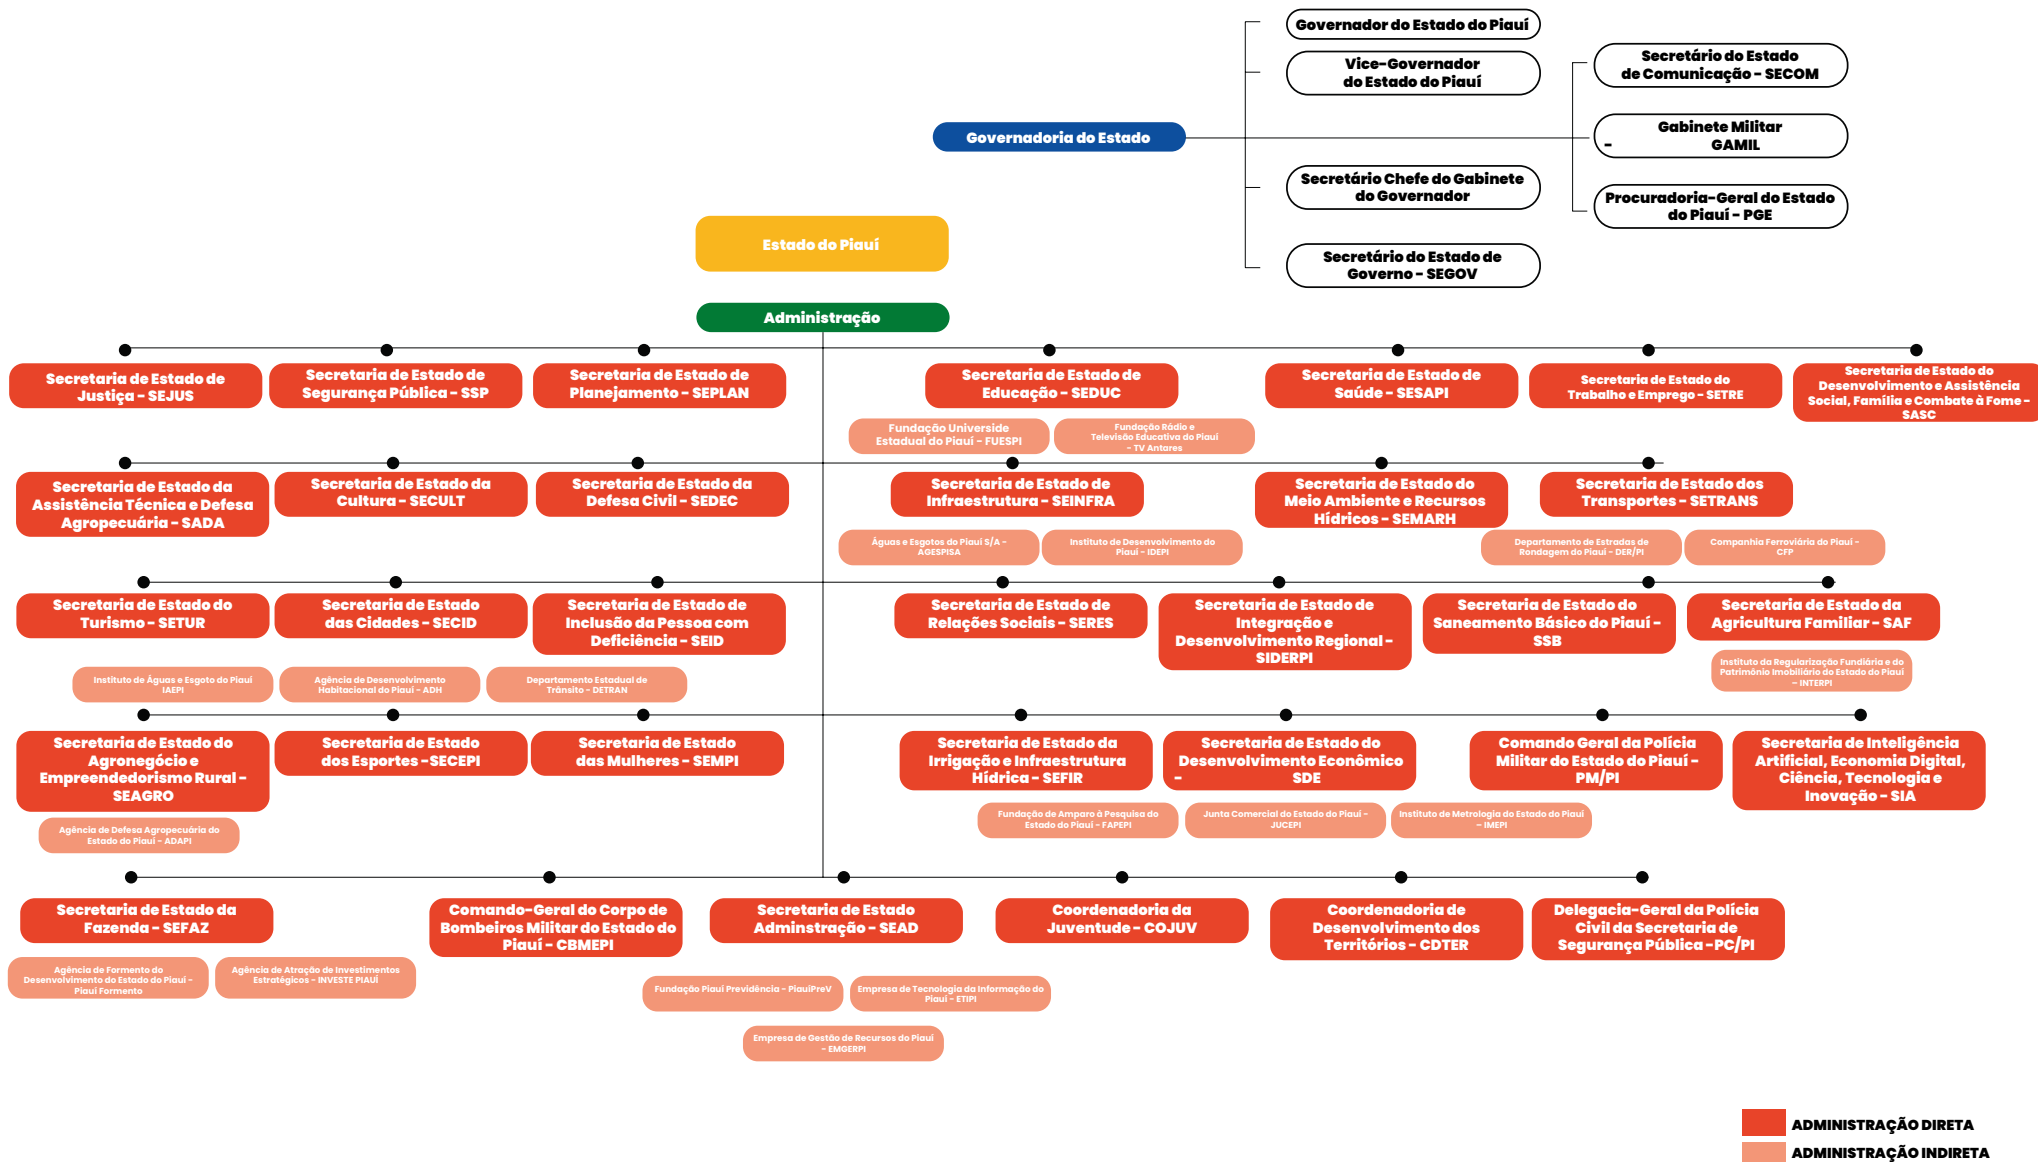 Governador do Estado do Piauí
Vice-Governador
do Estado do Piauí
Secretário do Estado
de Comunicação - SECOM
Governadoria do Estado
Gabinete Militar
- GAMIL
Secretário Chefe do Gabinete
do Governador
Procuradoria-Geral do Estado
do Piauí - PGE
Estado do Piauí
Secretário do Estado de
Governo - SEGOV
Administração
Secretaria de Estado de
Justiça - SEJUS
Secretaria de Estado de
Segurança Pública - SSP
Secretaria de Estado de
Planejamento - SEPLAN
Secretaria de Estado de
Educação - SEDUC
Secretaria de Estado de
Saúde - SESAPI
Secretaria de Estado do
Trabalho e Emprego - SETRE
Secretaria de Estado do
Desenvolvimento e Assistência
Social, Família e Combate à Fome -
SASC
Fundação Universide
Estadual do Piauí - FUESPI
Fundação Rádio e
Televisão Educativa do Piauí
- TV Antares
Secretaria de Estado da
Assistência Técnica e Defesa
Agropecuária - SADA
Secretaria de Estado da
Cultura - SECULT
Secretaria de Estado da
Defesa Civil - SEDEC
Secretaria de Estado de
Infraestrutura - SEINFRA
Secretaria de Estado do
Meio Ambiente e Recursos
Hídricos - SEMARH
Secretaria de Estado dos
Transportes - SETRANS
Águas e Esgotos do Piauí S/A -
AGESPISA
Instituto de Desenvolvimento do
Piauí - IDEPI
Departamento de Estradas de
Rondagem do Piauí - DER/PI
Companhia Ferroviária do Piauí -
CFP
Secretaria de Estado do
Turismo - SETUR
Secretaria de Estado
das Cidades - SECID
Secretaria de Estado de
Inclusão da Pessoa com
Deficiência - SEID
Secretaria de Estado de
Relações Sociais - SERES
Secretaria de Estado de
Integração e
Desenvolvimento Regional -
SIDERPI
Secretaria de Estado do
Saneamento Básico do Piauí -
SSB
Secretaria de Estado da
Agricultura Familiar - SAF
Instituto de Águas e Esgoto do Piauí
IAEPI
Agência de Desenvolvimento
Habitacional do Piauí - ADH
Departamento Estadual de
Trânsito - DETRAN
Instituto da Regularização Fundiária e do
Patrimônio Imobiliário do Estado do Piauí
- INTERPI
Secretaria de Estado do
Agronegócio e
Empreendedorismo Rural -
SEAGRO
Secretaria de Estado
dos Esportes -SECEPI
Secretaria de Estado
das Mulheres - SEMPI
Secretaria de Estado da
Irrigação e Infraestrutura
Hídrica - SEFIR
Secretaria de Estado do
Desenvolvimento Econômico
- SDE
Comando Geral da Polícia
Militar do Estado do Piauí -
PM/PI
Secretaria de Inteligência
Artificial, Economia Digital,
Ciência, Tecnologia e
Inovação - SIA
Agência de Defesa Agropecuária do
Estado do Piauí - ADAPI
Fundação de Amparo à Pesquisa do
Estado do Piauí - FAPEPI
Junta Comercial do Estado do Piauí -
JUCEPI
Instituto de Metrologia do Estado do Piauí
- IMEPI
Secretaria de Estado da
Fazenda - SEFAZ
Comando-Geral do Corpo de
Bombeiros Militar do Estado do
Piauí - CBMEPI
Secretaria de Estado
Adminstração - SEAD
Coordenadoria da
Juventude - COJUV
Coordenadoria de
Desenvolvimento dos
Territórios - CDTER
Delegacia-Geral da Polícia
Civil da Secretaria de
Segurança Pública -PC/PI
Agência de Formento do
Desenvolvimento do Estado do Piauí -
Piauí Formento
Agência de Atração de Investimentos
Estratégicos - INVESTE PIAUÍ
Fundação Piauí Previdência - PiauiPreV
Empresa de Tecnologia da Informação do
Piauí - ETIPI
Empresa de Gestão de Recursos do Piauí
- EMGERPI
ADMINISTRAÇÃO DIRETA
ADMINISTRAÇÃO INDIRETA